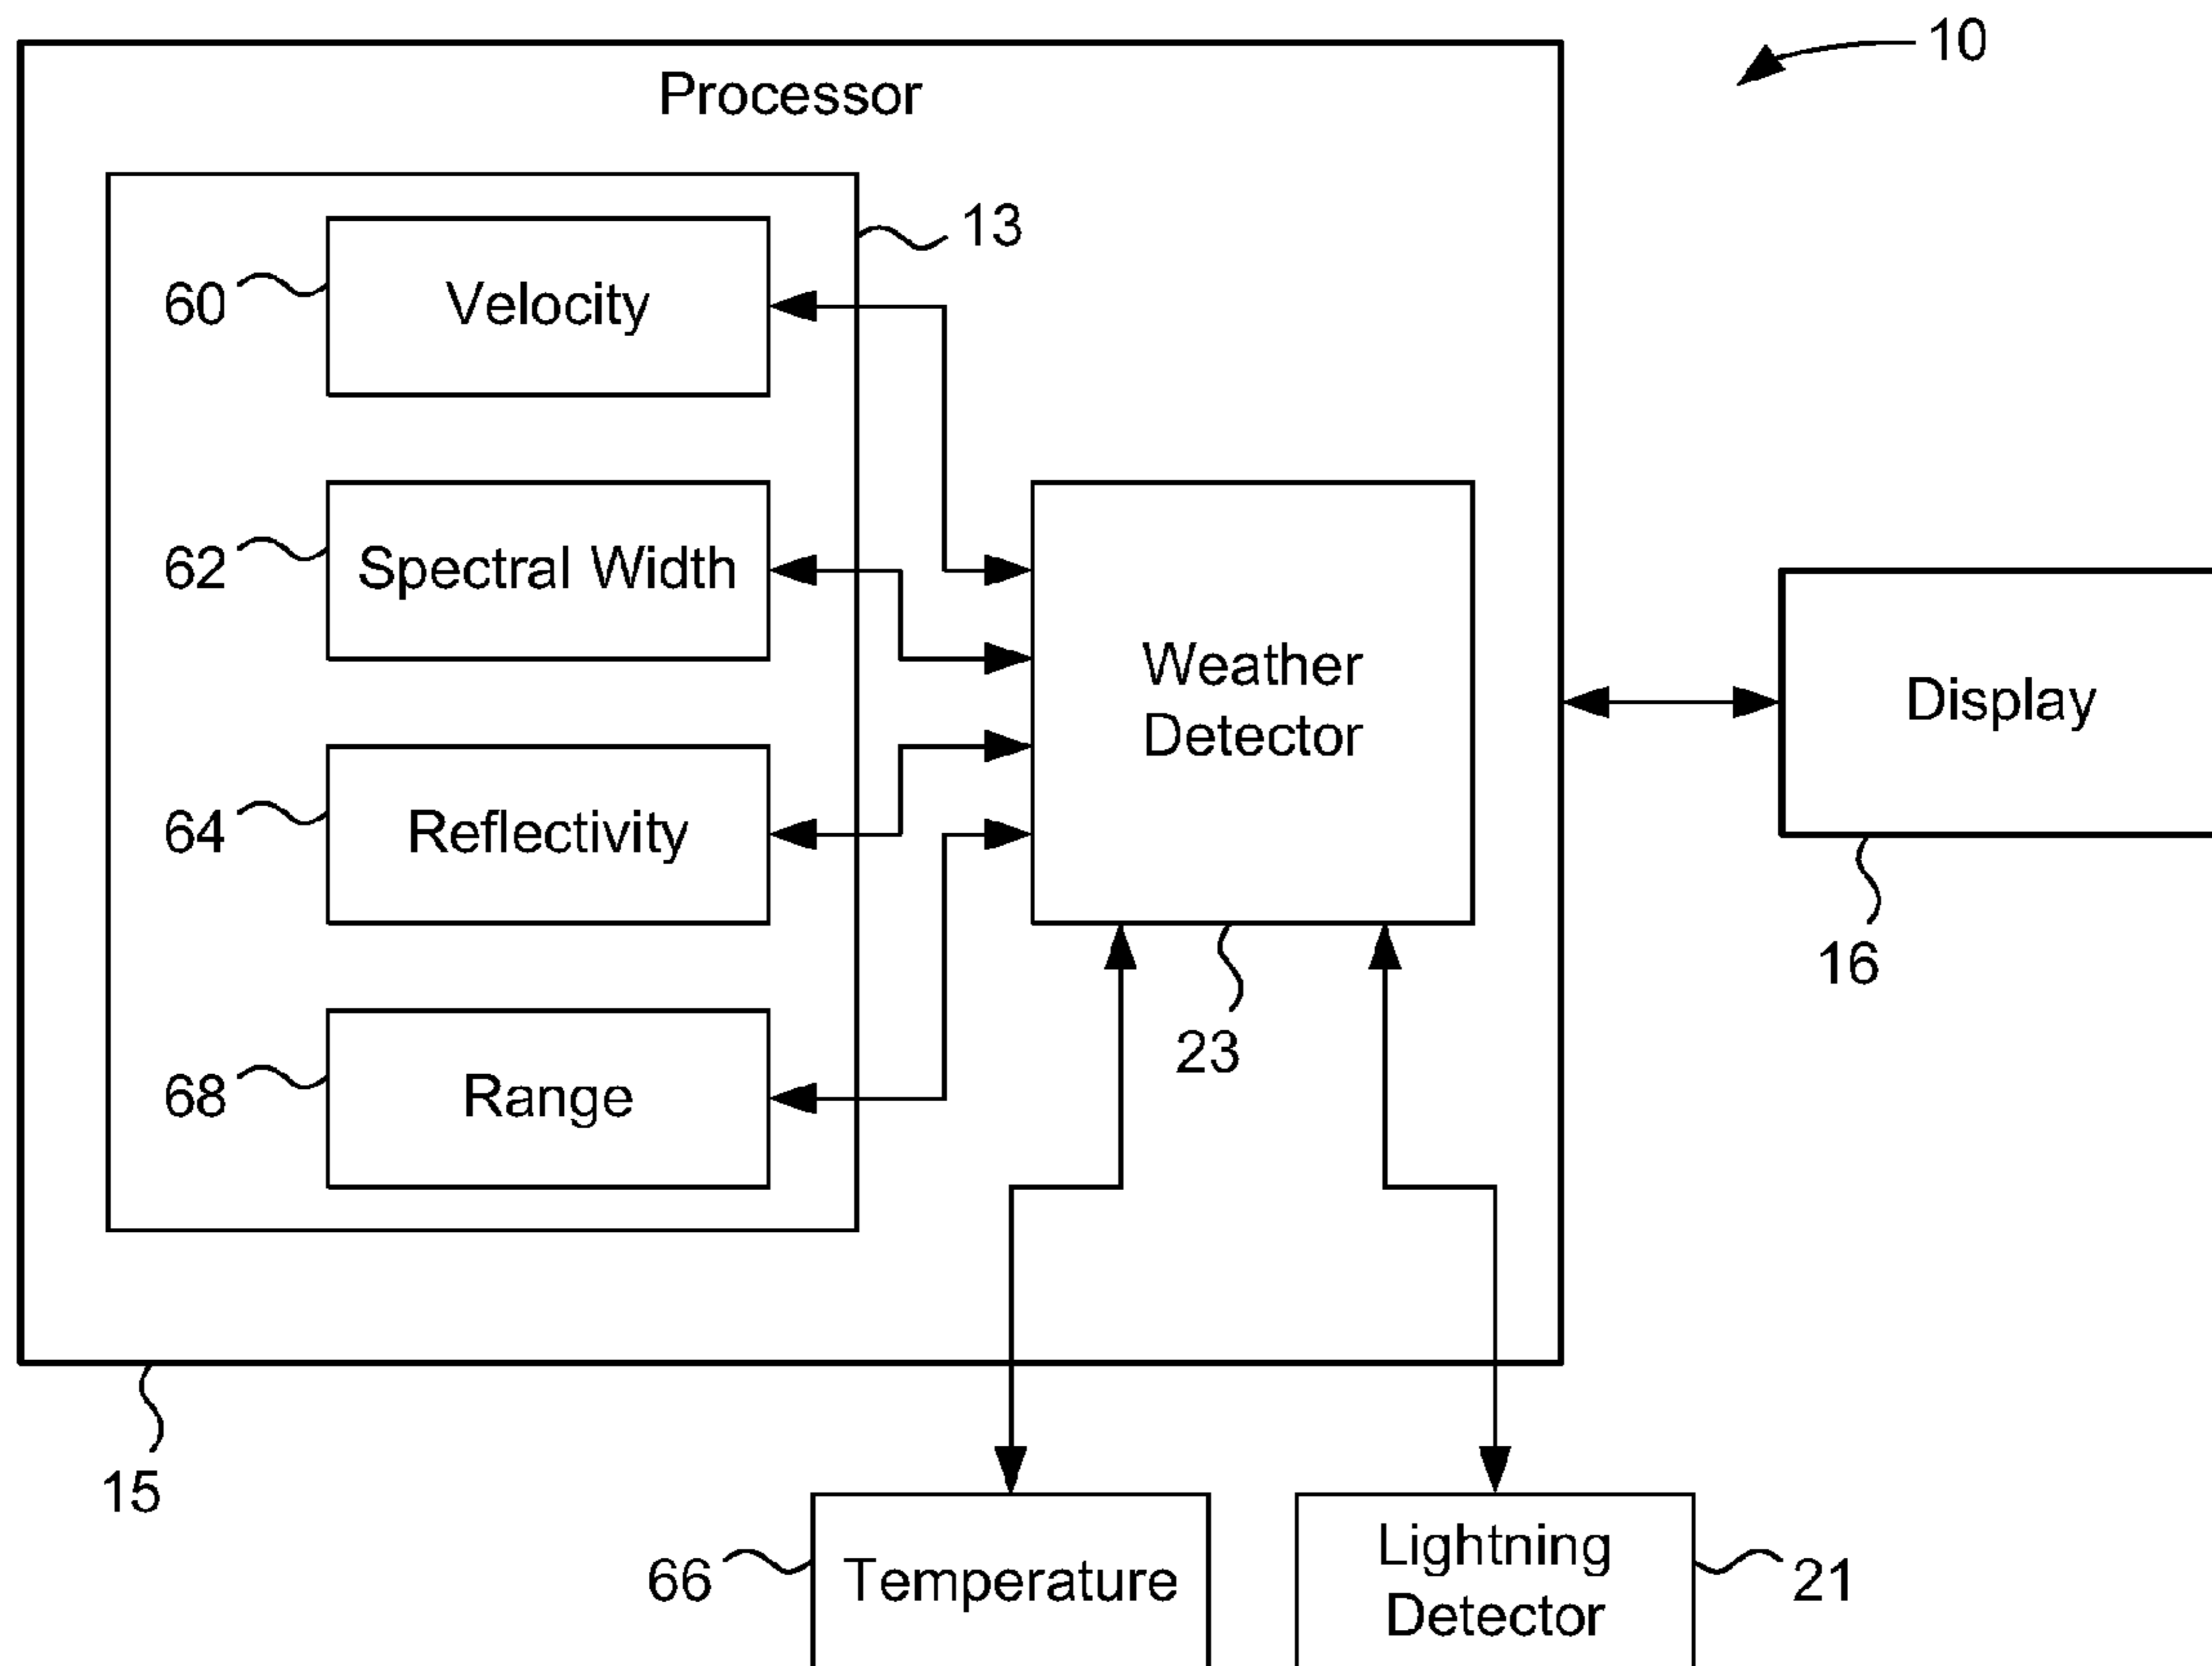 10
Processor
13
60
Velocity
62
Spectral Width
64
Reflectivity
68
Range
Weather
Detector
23
Display
16
15
66
Temperature
Lightning
Detector
21